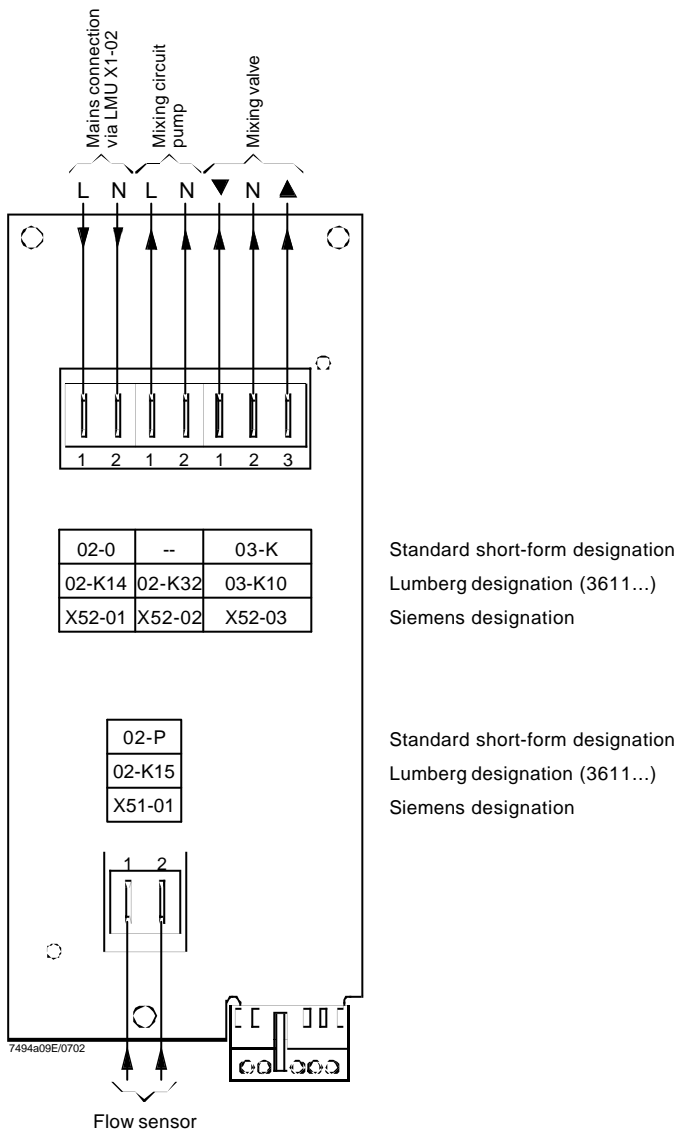 Mains connection
via LMU X1-02
Mixing circuit
pump
Mixing valve
L N L N ▼ N ▲
1 2 1 2 1 2 3
02-0 -- 03-K Standard short-form designation
02-K14 02-K32 03-K10 Lumberg designation (3611...)
X52-01 X52-02 X52-03 Siemens designation
02-P Standard short-form designation
02-K15 Lumberg designation (3611...)
X51-01 Siemens designation
1 2
7494a09E/0702
Flow sensor